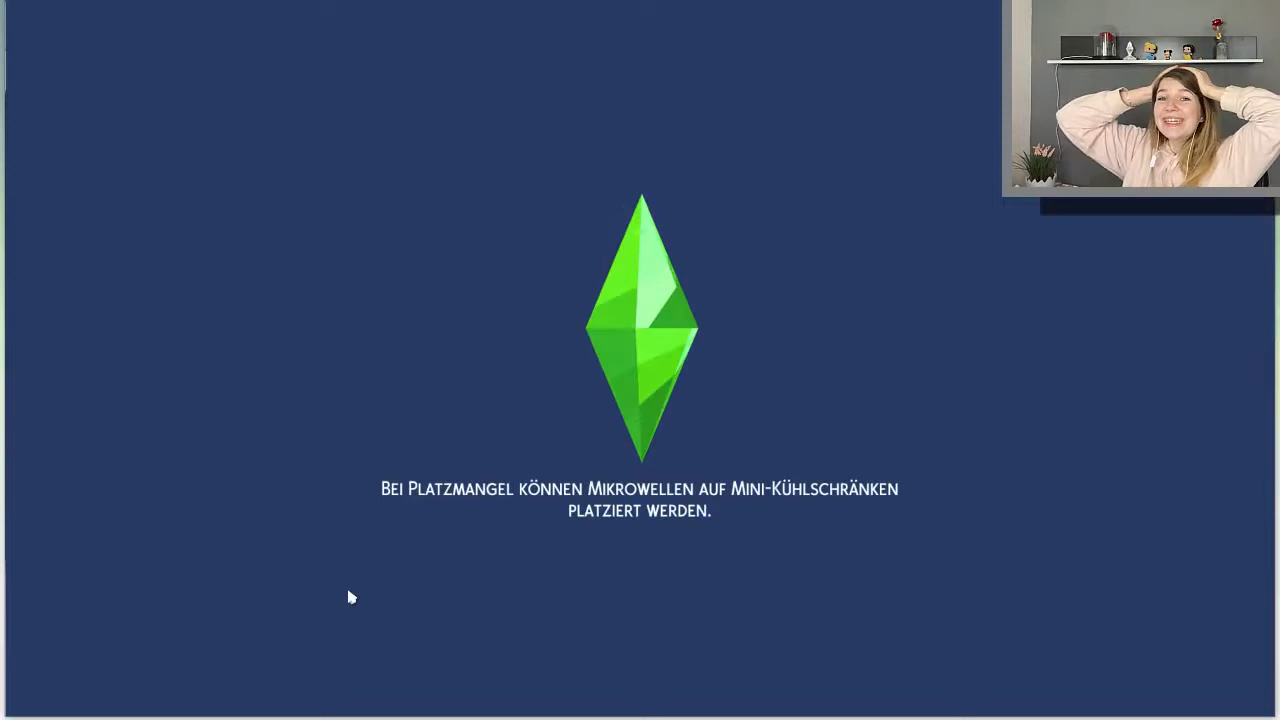 Bei Platzmangel können Mikrowellen auf Mini-Kühlschränken
platziert werden.